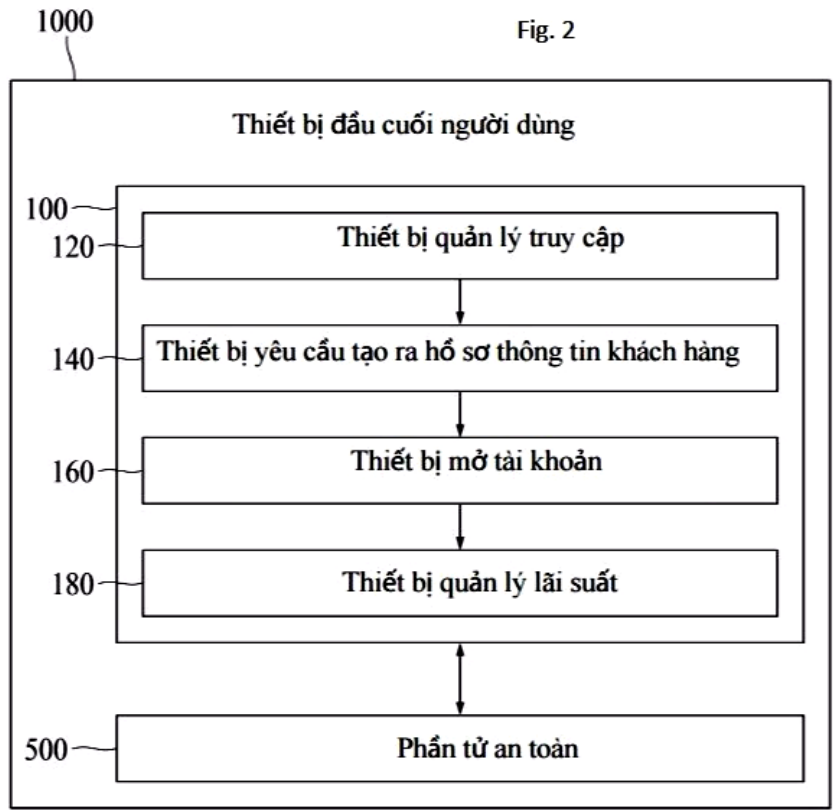 1000
Fig. 2
Thiết bị đầu cuối người dùng
100
120
Thiết bị quản lý truy cập
140
Thiết bị yêu cầu tạo ra hồ sơ thông tin khách hàng
160
Thiết bị mở tài khoản
180
Thiết bị quản lý lãi suất
500
Phần tử an toàn